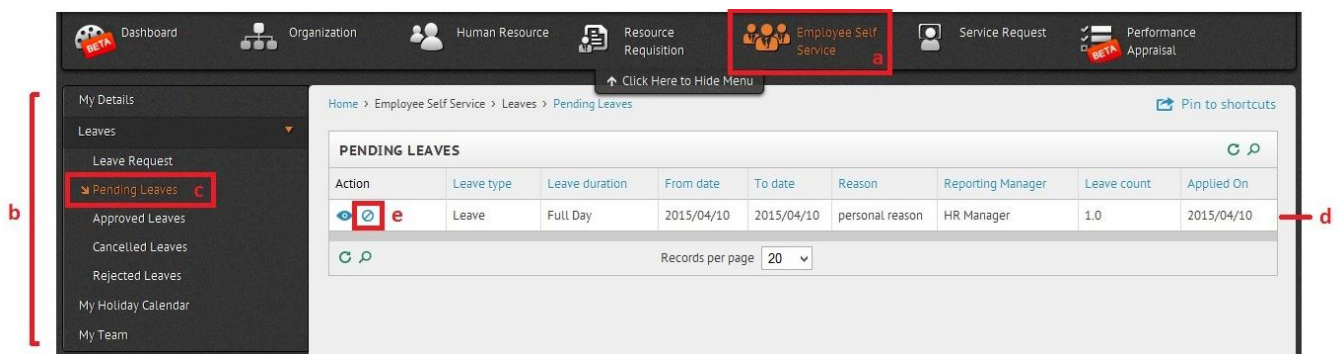 Dashboard
BETA
Organization
Human Resource
Resource
Requisition
Employee Self
Service
a
Service Request
Performance
Appraisal
BETA
↑ Click Here to Hide Menu
b
My Details
Leaves
Leave Request
Pending Leaves c
Approved Leaves
Cancelled Leaves
Rejected Leaves
My Holiday Calendar
My Team
Home > Employee Self Service > Leaves > Pending Leaves
Pin to shortcuts
PENDING LEAVES
Action Leave type Leave duration From date To date Reason Reporting Manager Leave count Applied On
e Leave Full Day 2015/04/10 2015/04/10 personal reason HR Manager 1.0 2015/04/10 d
Records per page 20